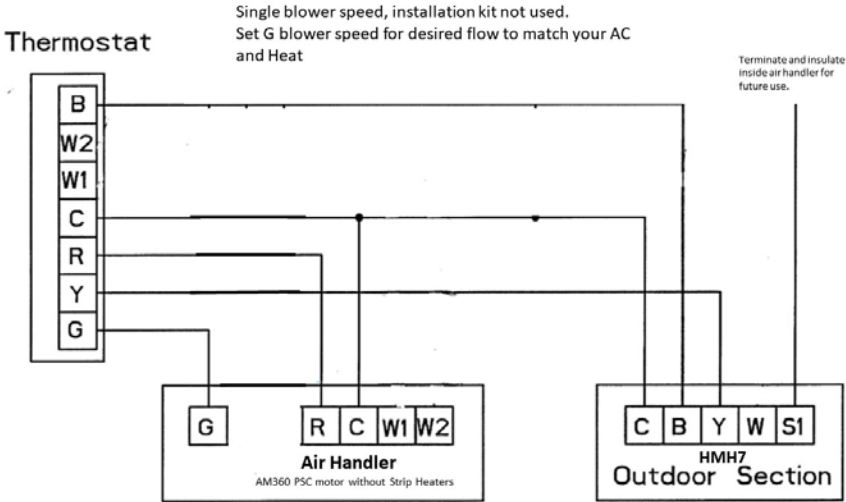 Single blower speed, installation kit not used.
Set G blower speed for desired flow to match your AC
and Heat
Thermostat
Terminate and insulate
inside air handler for
future use.
B
W2
W1
C
R
Y
G
G
R C W1 W2
Air Handler
AM360 PSC motor without Strip Heaters
C B Y W S1
HMH7
Outdoor Section